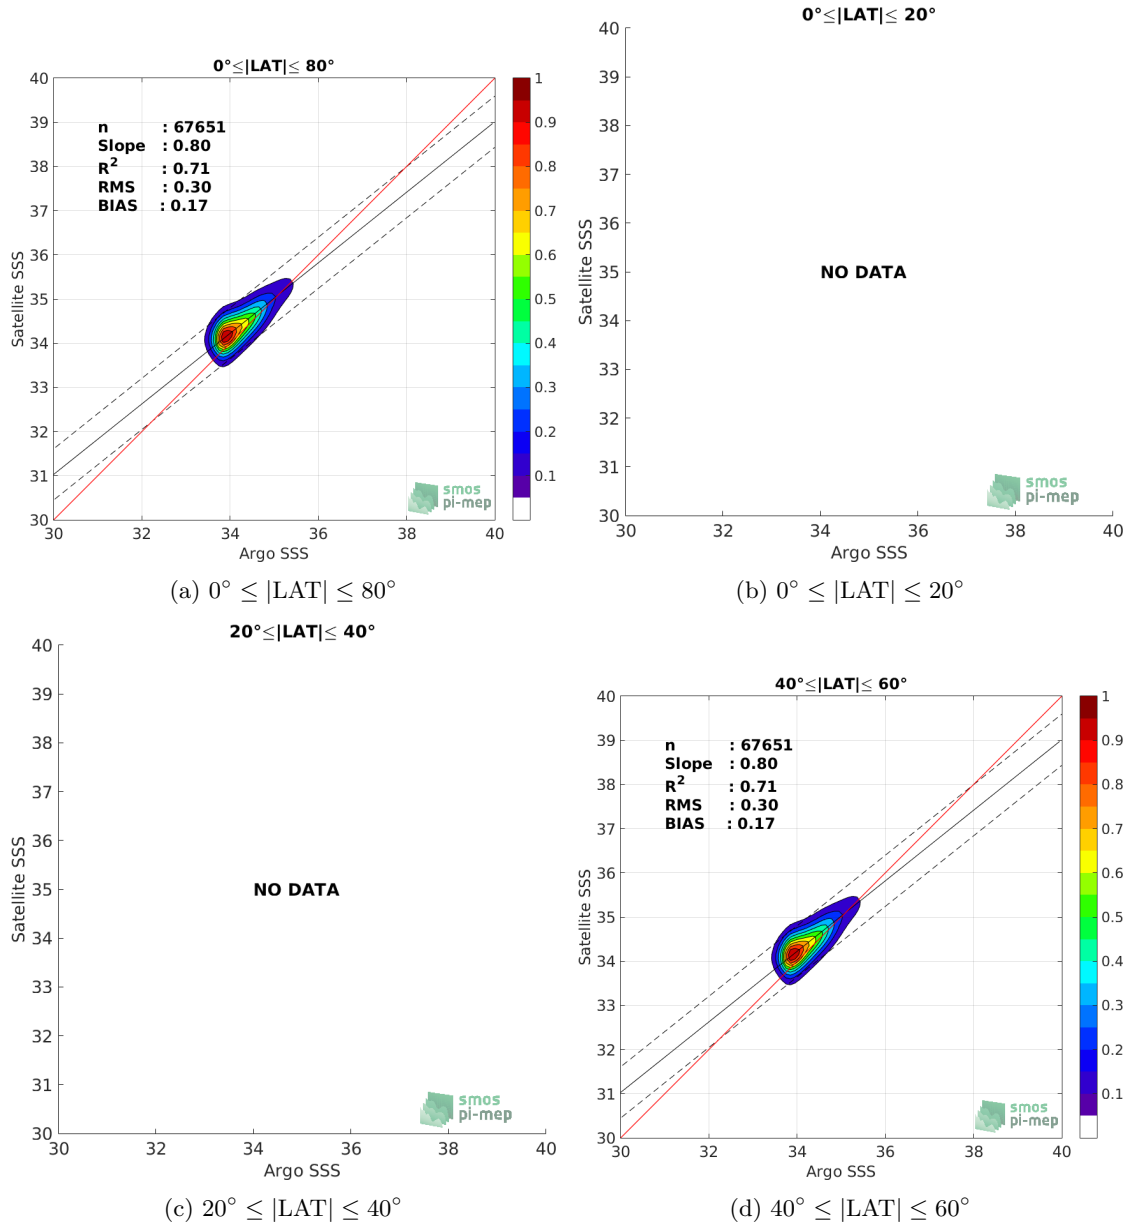 0°≤|LAT|≤ 80°
40
39
38
37
36
35
34
33
32
31
30
Satellite SSS
n : 67651
Slope : 0.80
R²  : 0.71
RMS : 0.30
BIAS : 0.17
smos
pi-mep
30 32 34 36 38 40
Argo SSS
1
0.9
0.8
0.7
0.6
0.5
0.4
0.3
0.2
0.1
(a) 0° ≤ |LAT| ≤ 80°
0°≤|LAT|≤ 20°
40
39
38
37
36
35
34
33
32
31
30
Satellite SSS
NO DATA
smos
pi-mep
30 32 34 36 38 40
Argo SSS
(b) 0° ≤ |LAT| ≤ 20°
20°≤|LAT|≤ 40°
40
39
38
37
36
35
34
33
32
31
30
Satellite SSS
NO DATA
smos
pi-mep
30 32 34 36 38 40
Argo SSS
(c) 20° ≤ |LAT| ≤ 40°
40°≤|LAT|≤ 60°
40
39
38
37
36
35
34
33
32
31
30
Satellite SSS
n : 67651
Slope : 0.80
R² : 0.71
RMS : 0.30
BIAS : 0.17
smos
pi-mep
30 32 34 36 38 40
Argo SSS
1
0.9
0.8
0.7
0.6
0.5
0.4
0.3
0.2
0.1
(d) 40° ≤ |LAT| ≤ 60°